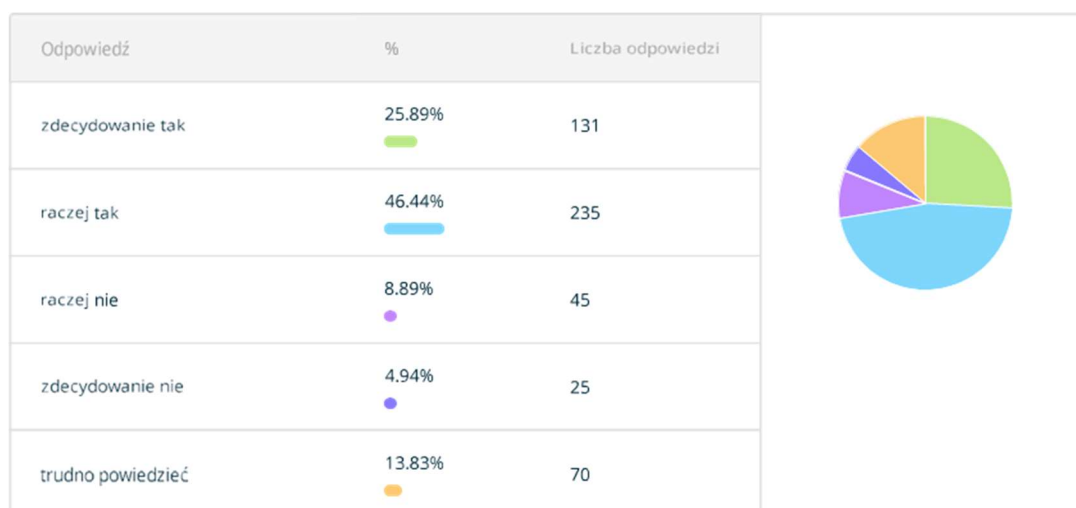 Odpowiedź % Liczba odpowiedzi
zdecydowanie tak 25.89% 131
raczej tak 46.44% 235
raczej nie 8.89% 45
zdecydowanie nie 4.94% 25
trudno powiedzieć 13.83% 70